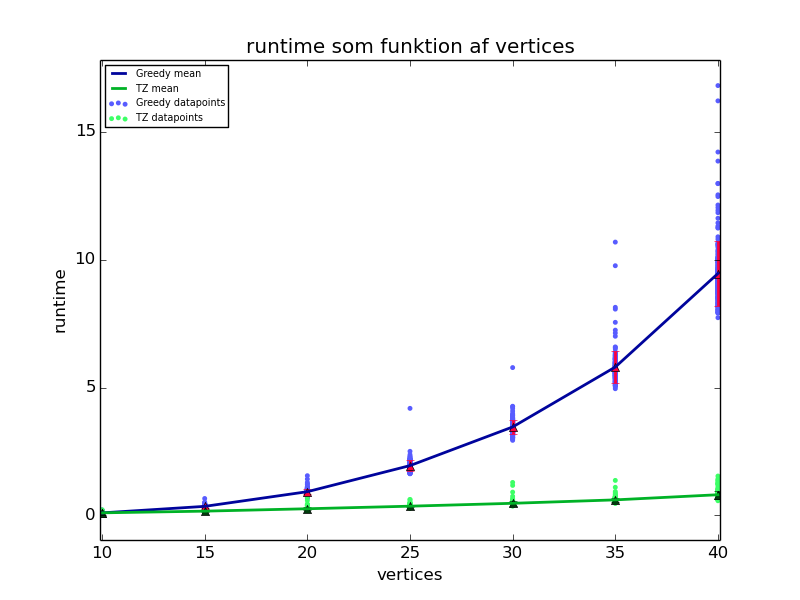 runtime som funktion af vertices
Greedy mean
TZ mean
Greedy datapoints
TZ datapoints
15
10
5
0
runtime
10 15 20 25 30 35 40
vertices